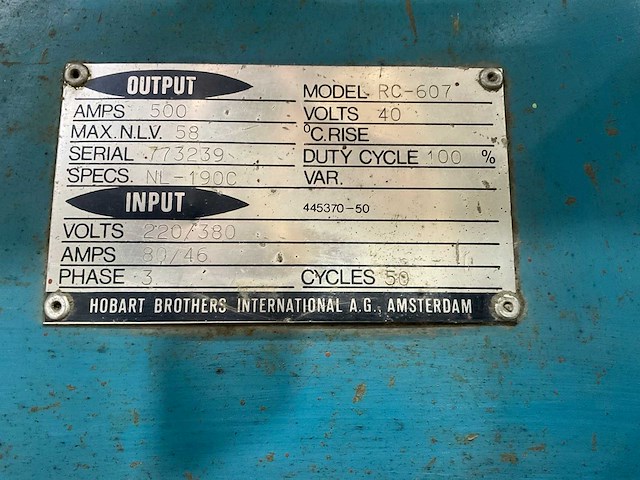 OUTPUT MODEL RC-607
AMPS 500 VOLTS 40
MAX. N.L.V. 58 °C. RISE
SERIAL 773239 DUTY CYCLE 100 %
SPECS. NL-190C VAR.
INPUT 445370-50
VOLTS 220/380
AMPS 80/46
PHASE 3 CYCLES 50
HOBART BROTHERS INTERNATIONAL A.G., AMSTERDAM